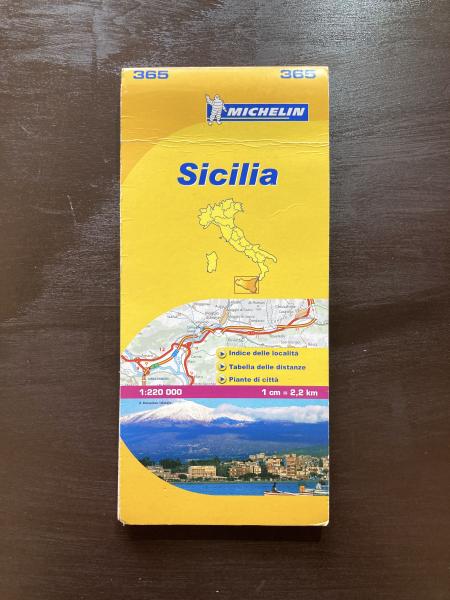 365 365
MICHELIN
Sicilia
Indice delle località
Tabella delle distanze
Piante di città
1:220 000 1 cm = 2,2 km